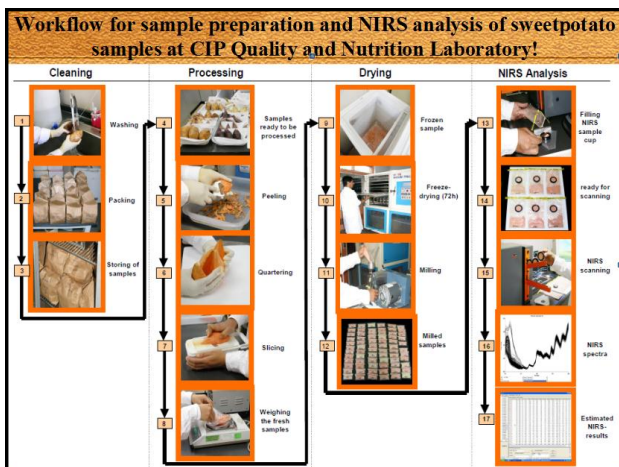 Workflow for sample preparation and NIRS analysis of sweetpotato
samples at CIP Quality and Nutrition Laboratory!
Cleaning
1
Washing
2
Packing
3
Storing of
samples
Processing
4
Samples
ready to be
processed
5
Peeling
6
Quartering
7
Slicing
8
Weighing
the fresh
samples
Drying
9
Frozen
sample
10
Freeze-
drying (72h)
11
Milling
12
Milled
samples
NIRS Analysis
13
Filling
NIRS
sample
cup
14
ready for
scanning
15
NIRS
scanning
16
NIRS
spectra
17
Estimated
NIRS-
results